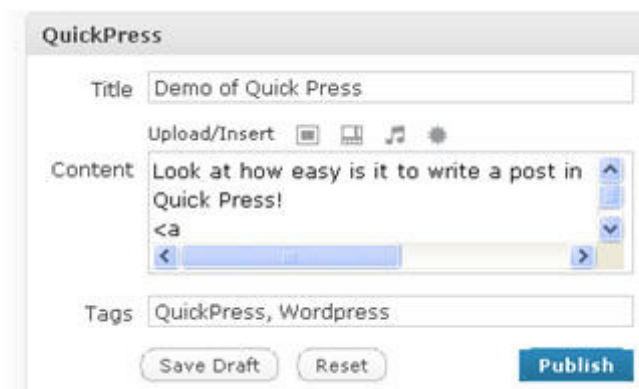 QuickPress
Title Demo of Quick Press
Upload/Insert
Content Look at how easy is it to write a post in
Quick Press!
<a
Tags QuickPress, Wordpress
Save Draft Reset Publish